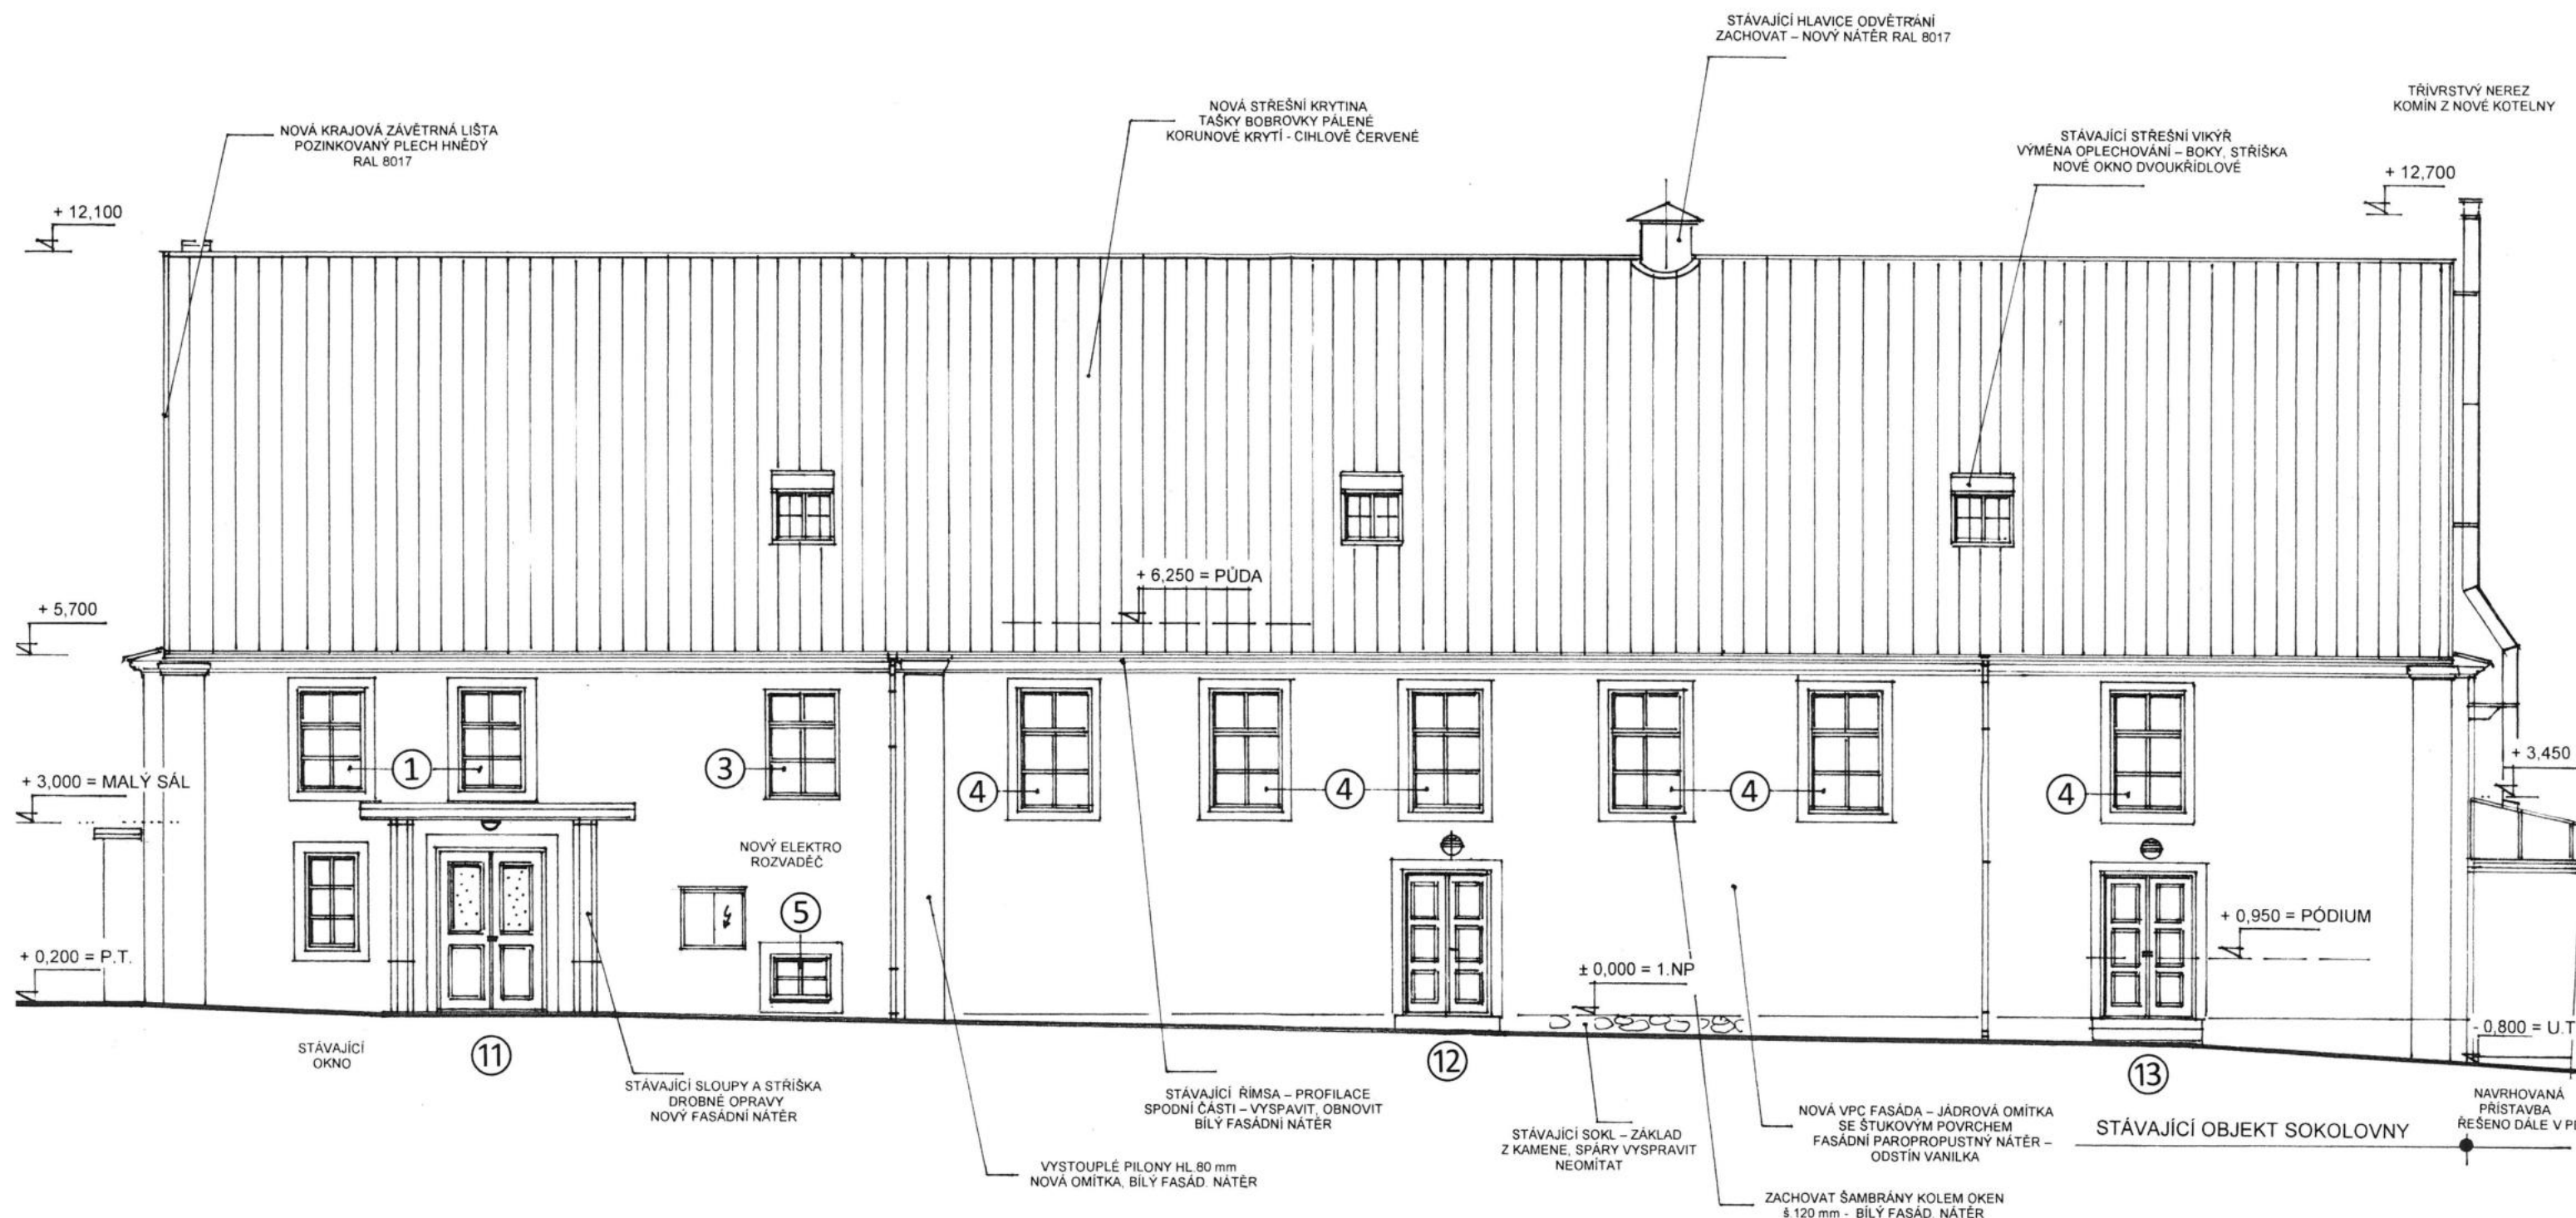 STÁVAJÍCÍ HLAVICE ODVĚTRÁNÍ
ZACHOVAT – NOVÝ NÁTĚR RAL 8017
TŘÍVRSTVÝ NEREZ
KOMÍN Z NOVÉ KOTELNY
NOVÁ KRAJOVÁ ZÁVĚTRNÁ LIŠTA
POZINKOVANÝ PLECH HNĚDÝ
RAL 8017
NOVÁ STŘEŠNÍ KRYTINA
TAŠKY BOBROVKY PÁLENÉ
KORUNOVÉ KRYTÍ - CIHLOVĚ ČERVENÉ
STÁVAJÍCÍ STŘEŠNÍ VIKÝŘ
VÝMĚNA OPLECHOVÁNÍ – BOKY, STŘÍŠKA
NOVÉ OKNO DVOUKŘÍDLOVÉ
+ 12,100
+ 12,700
+ 6,250 = PŮDA
+ 5,700
+ 3,000 = MALÝ SÁL
1
3
4
4
4
4
+ 3,450
NOVÝ ELEKTRO
ROZVADĚČ
5
+ 0,200 = P.T.
± 0,000 = 1.NP
+ 0,950 = PÓDIUM
- 0,800 = U.T
STÁVAJÍCÍ
OKNO
11
12
13
STÁVAJÍCÍ SLOUPY A STŘÍŠKA
DROBNÉ OPRAVY
NOVÝ FASÁDNÍ NÁTĚR
STÁVAJÍCÍ ŘÍMSA – PROFILACE
SPODNÍ ČÁSTI – VYSPAVIT, OBNOVIT
BÍLÝ FASÁDNÍ NÁTĚR
VYSTOUPLÉ PILONY HL.80 mm
NOVÁ OMÍTKA, BÍLÝ FASÁD. NÁTĚR
STÁVAJÍCÍ SOKL – ZÁKLAD
Z KAMENE, SPÁRY VYSPRAVIT
NEOMÍTAT
NOVÁ VPC FASÁDA – JÁDROVÁ OMÍTKA
SE ŠTUKOVÝM POVRCHEM
FASÁDNÍ PAROPROPUSTNÝ NÁTĚR –
ODSTÍN VANILKA
ZACHOVAT ŠAMBRÁNY KOLEM OKEN
š.120 mm - BÍLÝ FASÁD. NÁTĚR
STÁVAJÍCÍ OBJEKT SOKOLOVNY
NAVRHOVANÁ
PŘÍSTAVBA
ŘEŠENO DÁLE V P